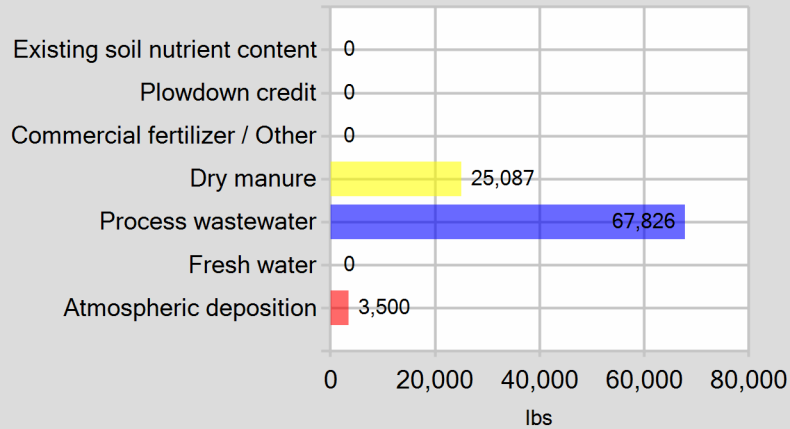 Existing soil nutrient content 0
Plowdown credit 0
Commercial fertilizer / Other 0
Dry manure 25,087
Process wastewater 67,826
Fresh water 0
Atmospheric deposition 3,500
0 20,000 40,000 60,000 80,000
lbs